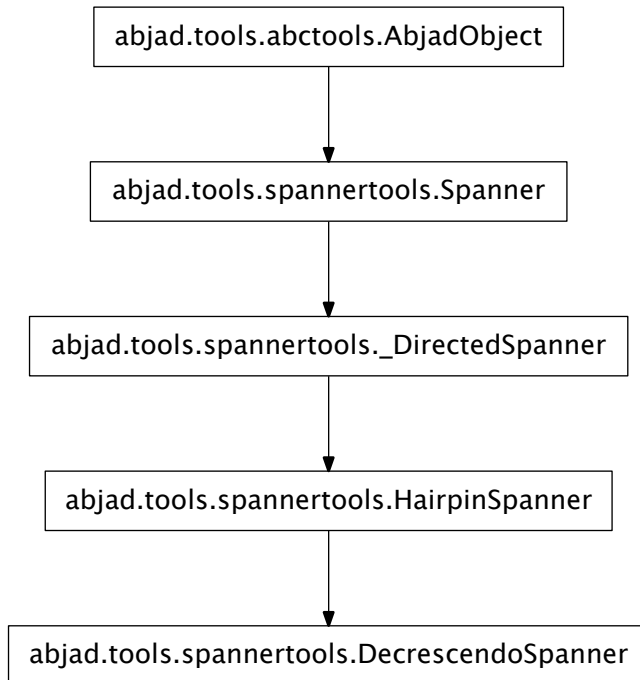 abjad.tools.abctools.AbjadObject
abjad.tools.spannertools.Spanner
abjad.tools.spannertools._DirectedSpanner
abjad.tools.spannertools.HairpinSpanner
abjad.tools.spannertools.DecrescendoSpanner